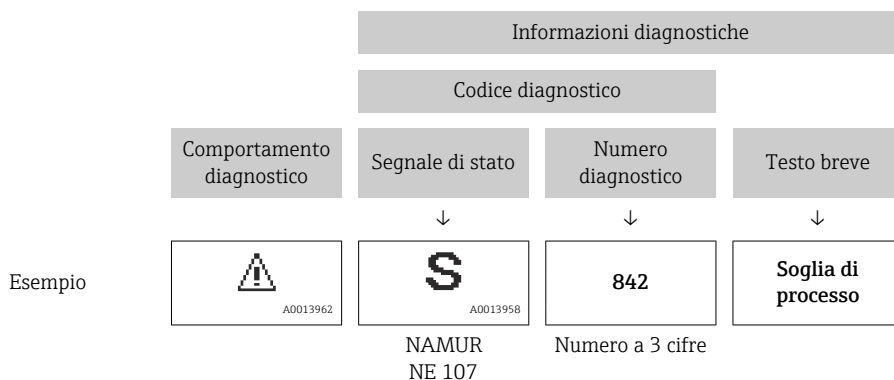 Informazioni diagnostiche
Codice diagnostico
Comportamento
diagnostico
Segnale di stato
Numero
diagnostico
Testo breve
↓ ↓ ↓
Esempio
A0013962
S
A0013958
842
Soglia di
processo
NAMUR
NE 107
Numero a 3 cifre